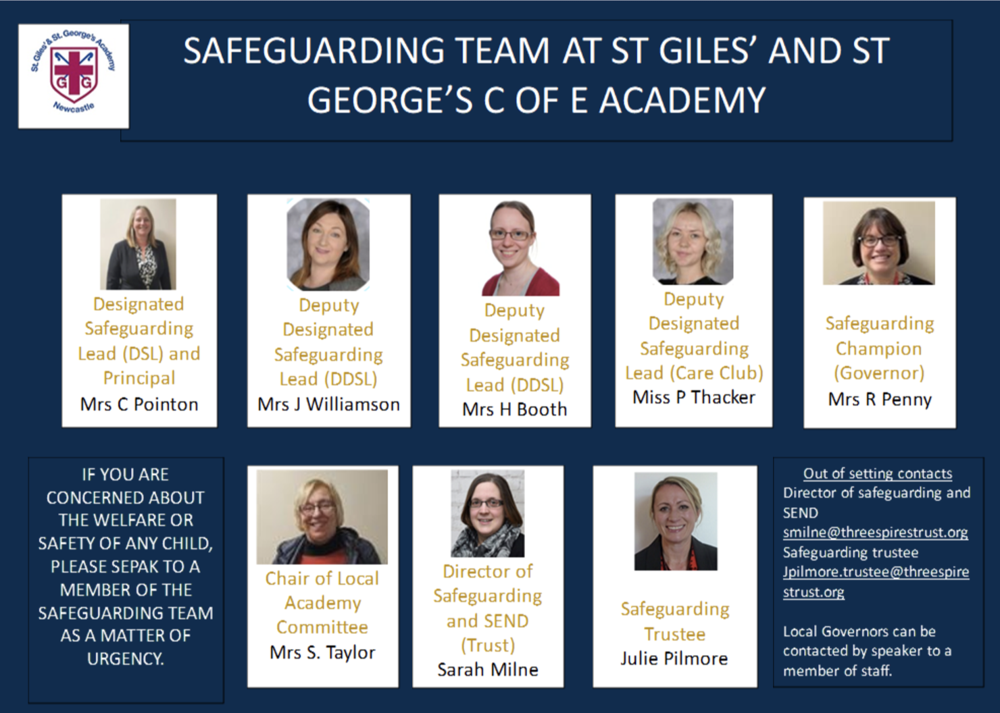 St. Giles' & St. George's Academy
G G
Newcastle
SAFEGUARDING TEAM AT ST GILES’ AND ST
GEORGE’S C OF E ACADEMY
Designated
Safeguarding
Lead (DSL) and
Principal
Mrs C Pointon
Deputy
Designated
Safeguarding
Lead (DDSL)
Mrs J Williamson
Deputy
Designated
Safeguarding
Lead (DDSL)
Mrs H Booth
Deputy
Designated
Safeguarding
Lead (Care Club)
Miss P Thacker
Safeguarding
Champion
(Governor)
Mrs R Penny
IF YOU ARE
CONCERNED ABOUT
THE WELFARE OR
SAFETY OF ANY CHILD,
PLEASE SEPAK TO A
MEMBER OF THE
SAFEGUARDING TEAM
AS A MATTER OF
URGENCY.
Chair of Local
Academy
Committee
Mrs S. Taylor
Director of
Safeguarding
and SEND
(Trust)
Sarah Milne
Safeguarding
Trustee
Julie Pilmore
Out of setting contacts
Director of safeguarding and
SEND
smilne@threespirestrust.org
Safeguarding trustee
Jpilmore.trustee@threespire
strust.org
Local Governors can be
contacted by speaker to a
member of staff.